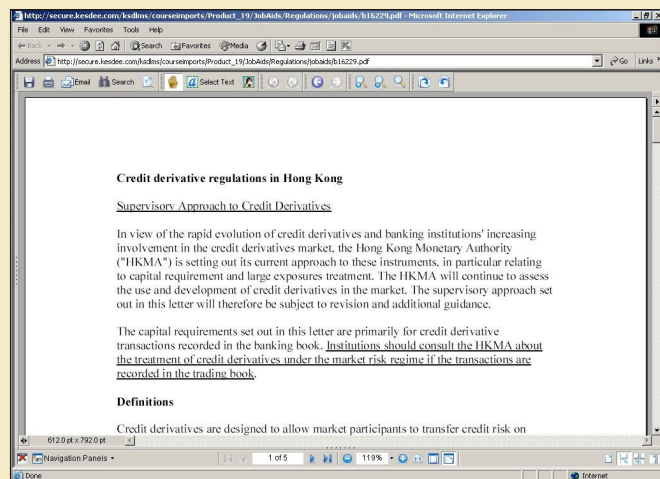 http://secure.kesdee.com/ksdlms/courseimports/Product_19/JobAids/Regulations/jobaids/b16229.pdf - Microsoft Internet Explorer
File Edit View Favorites Tools Help
Back Search Favorites Media
Address http://secure.kesdee.com/ksdlms/courseimports/Product_19/JobAids/Regulations/jobaids/b16229.pdf Go Links
Email Search Select Text
Credit derivative regulations in Hong Kong
Supervisory Approach to Credit Derivatives
In view of the rapid evolution of credit derivatives and banking institutions' increasing
involvement in the credit derivatives market, the Hong Kong Monetary Authority
("HKMA") is setting out its current approach to these instruments, in particular relating
to capital requirement and large exposures treatment. The HKMA will continue to assess
the use and development of credit derivatives in the market. The supervisory approach set
out in this letter will therefore be subject to revision and additional guidance.
The capital requirements set out in this letter are primarily for credit derivative
transactions recorded in the banking book. Institutions should consult the HKMA about
the treatment of credit derivatives under the market risk regime if the transactions are
recorded in the trading book.
Definitions
Credit derivatives are designed to allow market participants to transfer credit risk on
612.0 pt x 792.0 pt
Navigation Panels 1 of 5 119%
Done Internet